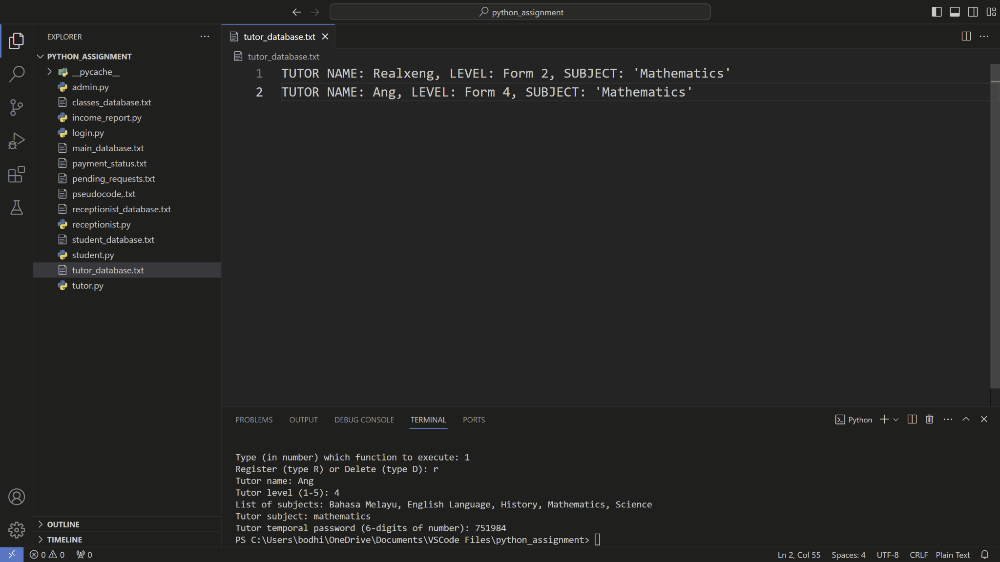 python_assignment
EXPLORER
PYTHON_ASSIGNMENT
__pycache__
admin.py
classes_database.txt
income_report.py
login.py
main_database.txt
payment_status.txt
pending_requests.txt
pseudocode,.txt
receptionist_database.txt
receptionist.py
student_database.txt
student.py
tutor_database.txt
tutor.py
OUTLINE
TIMELINE
tutor_database.txt
tutor_database.txt
1 TUTOR NAME: Realxeng, LEVEL: Form 2, SUBJECT: 'Mathematics'
2 TUTOR NAME: Ang, LEVEL: Form 4, SUBJECT: 'Mathematics'
PROBLEMS OUTPUT DEBUG CONSOLE TERMINAL PORTS Python
Type (in number) which function to execute: 1
Register (type R) or Delete (type D): r
Tutor name: Ang
Tutor level (1-5): 4
List of subjects: Bahasa Melayu, English Language, History, Mathematics, Science
Tutor subject: mathematics
Tutor temporal password (6-digits of number): 751984
PS C:\Users\bodhi\OneDrive\Documents\VSCode Files\python_assignment>
0 0 0 Ln 2, Col 55 Spaces: 4 UTF-8 CRLF Plain Text